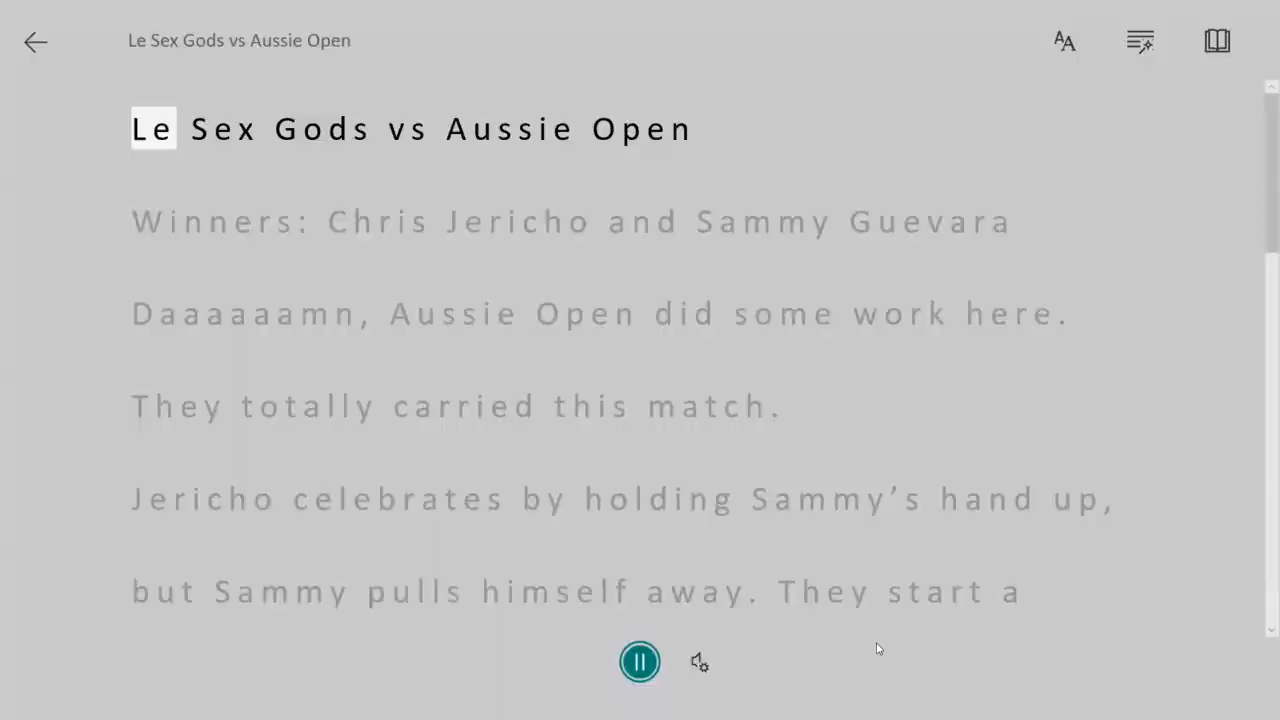 Le Sex Gods vs Aussie Open
Le Sex Gods vs Aussie Open
Winners: Chris Jericho and Sammy Guevara
Daaaaaamn, Aussie Open did some work here.
They totally carried this match.
Jericho celebrates by holding Sammy’s hand up,
but Sammy pulls himself away. They start a